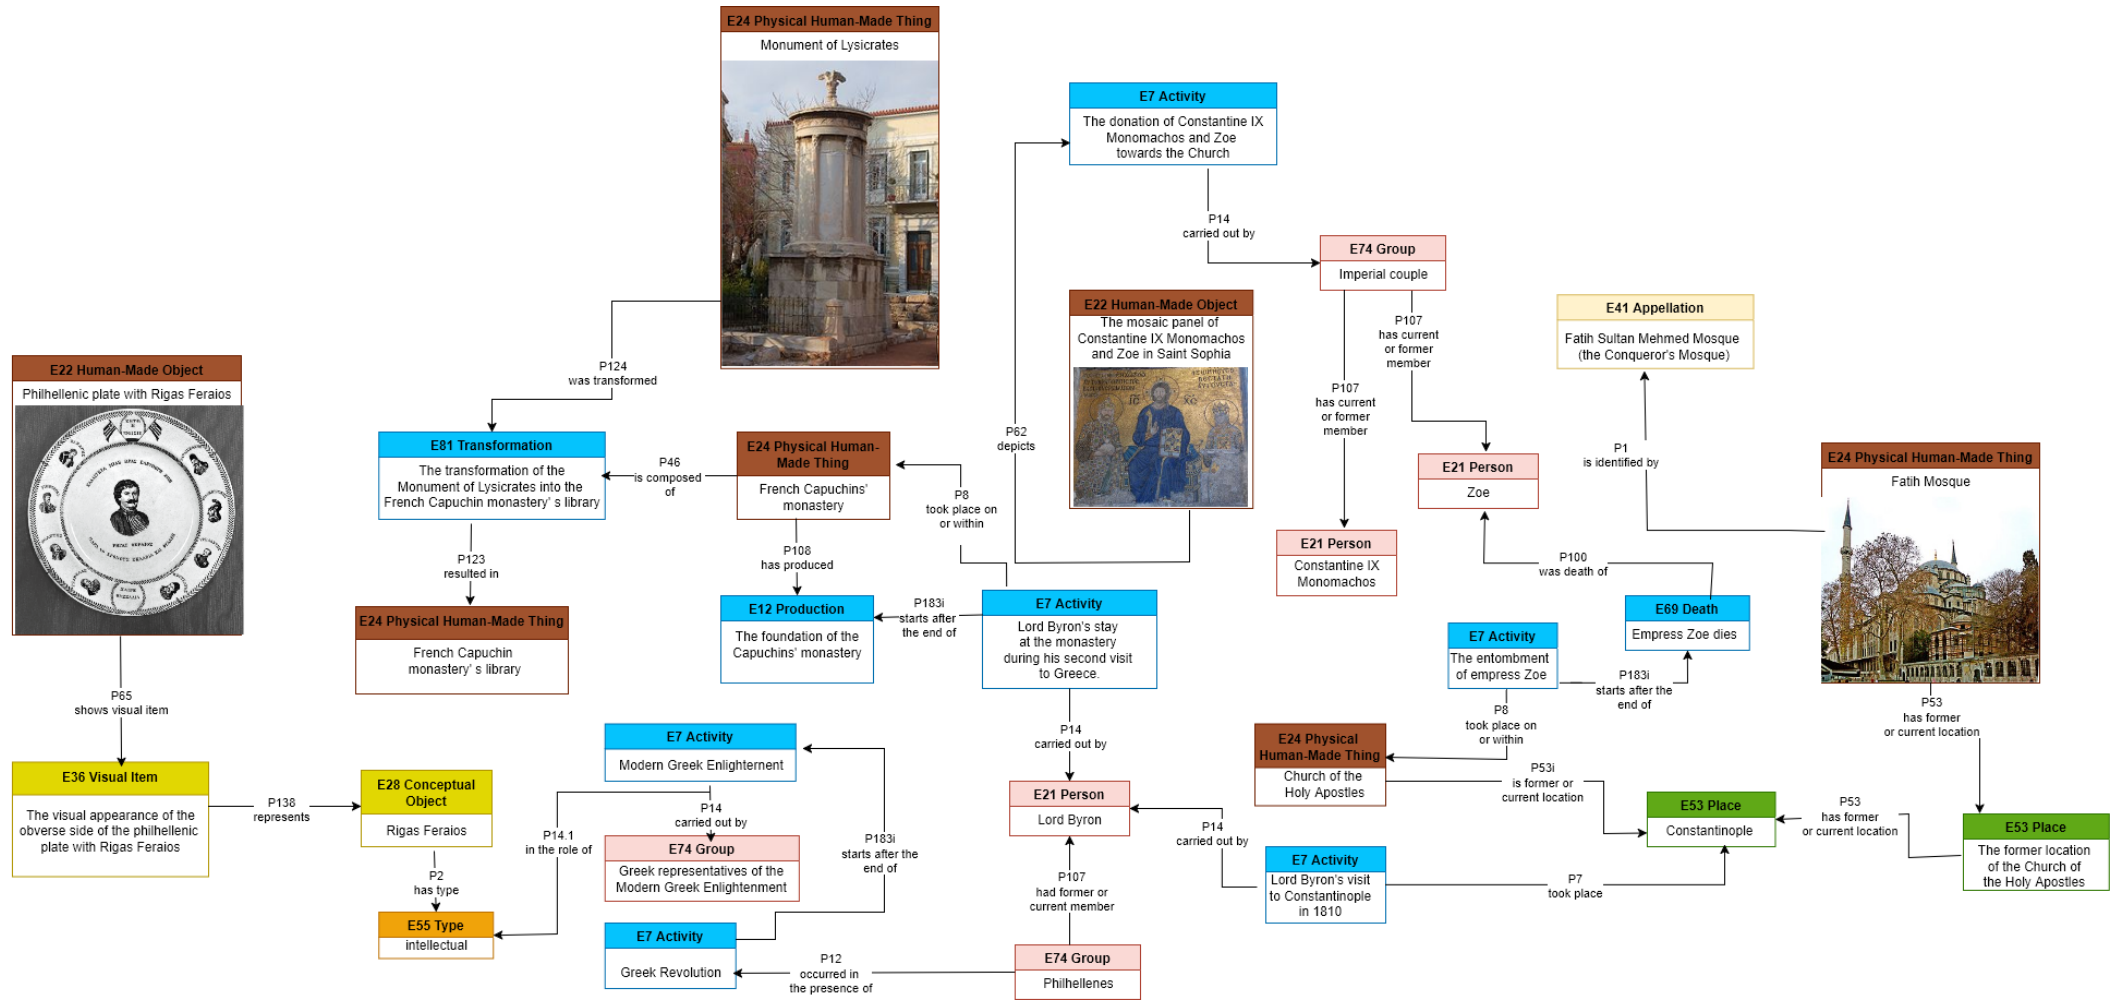 E24 Physical Human-Made Thing
Monument of Lysicrates
E7 Activity
The donation of Constantine IX
Monomachos and Zoe
towards the Church
P14
carried out by
E74 Group
Imperial couple
P107
has current
or former
member
P107
has current
or former
member
E22 Human-Made Object
The mosaic panel of
Constantine IX Monomachos
and Zoe in Saint Sophia
P62
depicts
E41 Appellation
Fatih Sultan Mehmed Mosque
(the Conqueror's Mosque)
P1
is identified by
E24 Physical Human-Made Thing
Fatih Mosque
E22 Human-Made Object
Philhellenic plate with Rigas Feraios
P124
was transformed
E81 Transformation
The transformation of the
Monument of Lysicrates into the
French Capuchin monastery' s library
P46
is composed
of
E24 Physical Human-
Made Thing
French Capuchins'
monastery
P8
took place on
or within
E21 Person
Zoe
E21 Person
Constantine IX
Monomachos
P100
was death of
P123
resulted in
P108
has produced
E24 Physical Human-Made Thing
French Capuchin
monastery' s library
E12 Production
The foundation of the
Capuchins' monastery
P183i
starts after
the end of
E7 Activity
Lord Byron's stay
at the monastery
during his second visit
to Greece.
E69 Death
Empress Zoe dies
E7 Activity
The entombment
of empress Zoe
P183i
starts after the
end of
P8
took place on
or within
P53
has former
or current location
P65
shows visual item
E36 Visual Item
The visual appearance of the
obverse side of the philhellenic
plate with Rigas Feraios
P138
represents
E28 Conceptual
Object
Rigas Feraios
P2
has type
E55 Type
intellectual
E7 Activity
Modern Greek Enlighternent
P14
carried out by
P14.1
in the role of
E74 Group
Greek representatives of the
Modern Greek Enlightenment
P183i
starts after the
end of
E7 Activity
Greek Revolution
P12
occurred in
the presence of
E74 Group
Philhellenes
P107
had former or
current member
P14
carried out by
E21 Person
Lord Byron
P14
carried out by
E7 Activity
Lord Byron's visit
to Constantinople
in 1810
P7
took place
E24 Physical
Human-Made Thing
Church of the
Holy Apostles
P53i
is former or
current location
E53 Place
Constantinople
P53
has former
or current location
E53 Place
The former location
of the Church of
the Holy Apostles